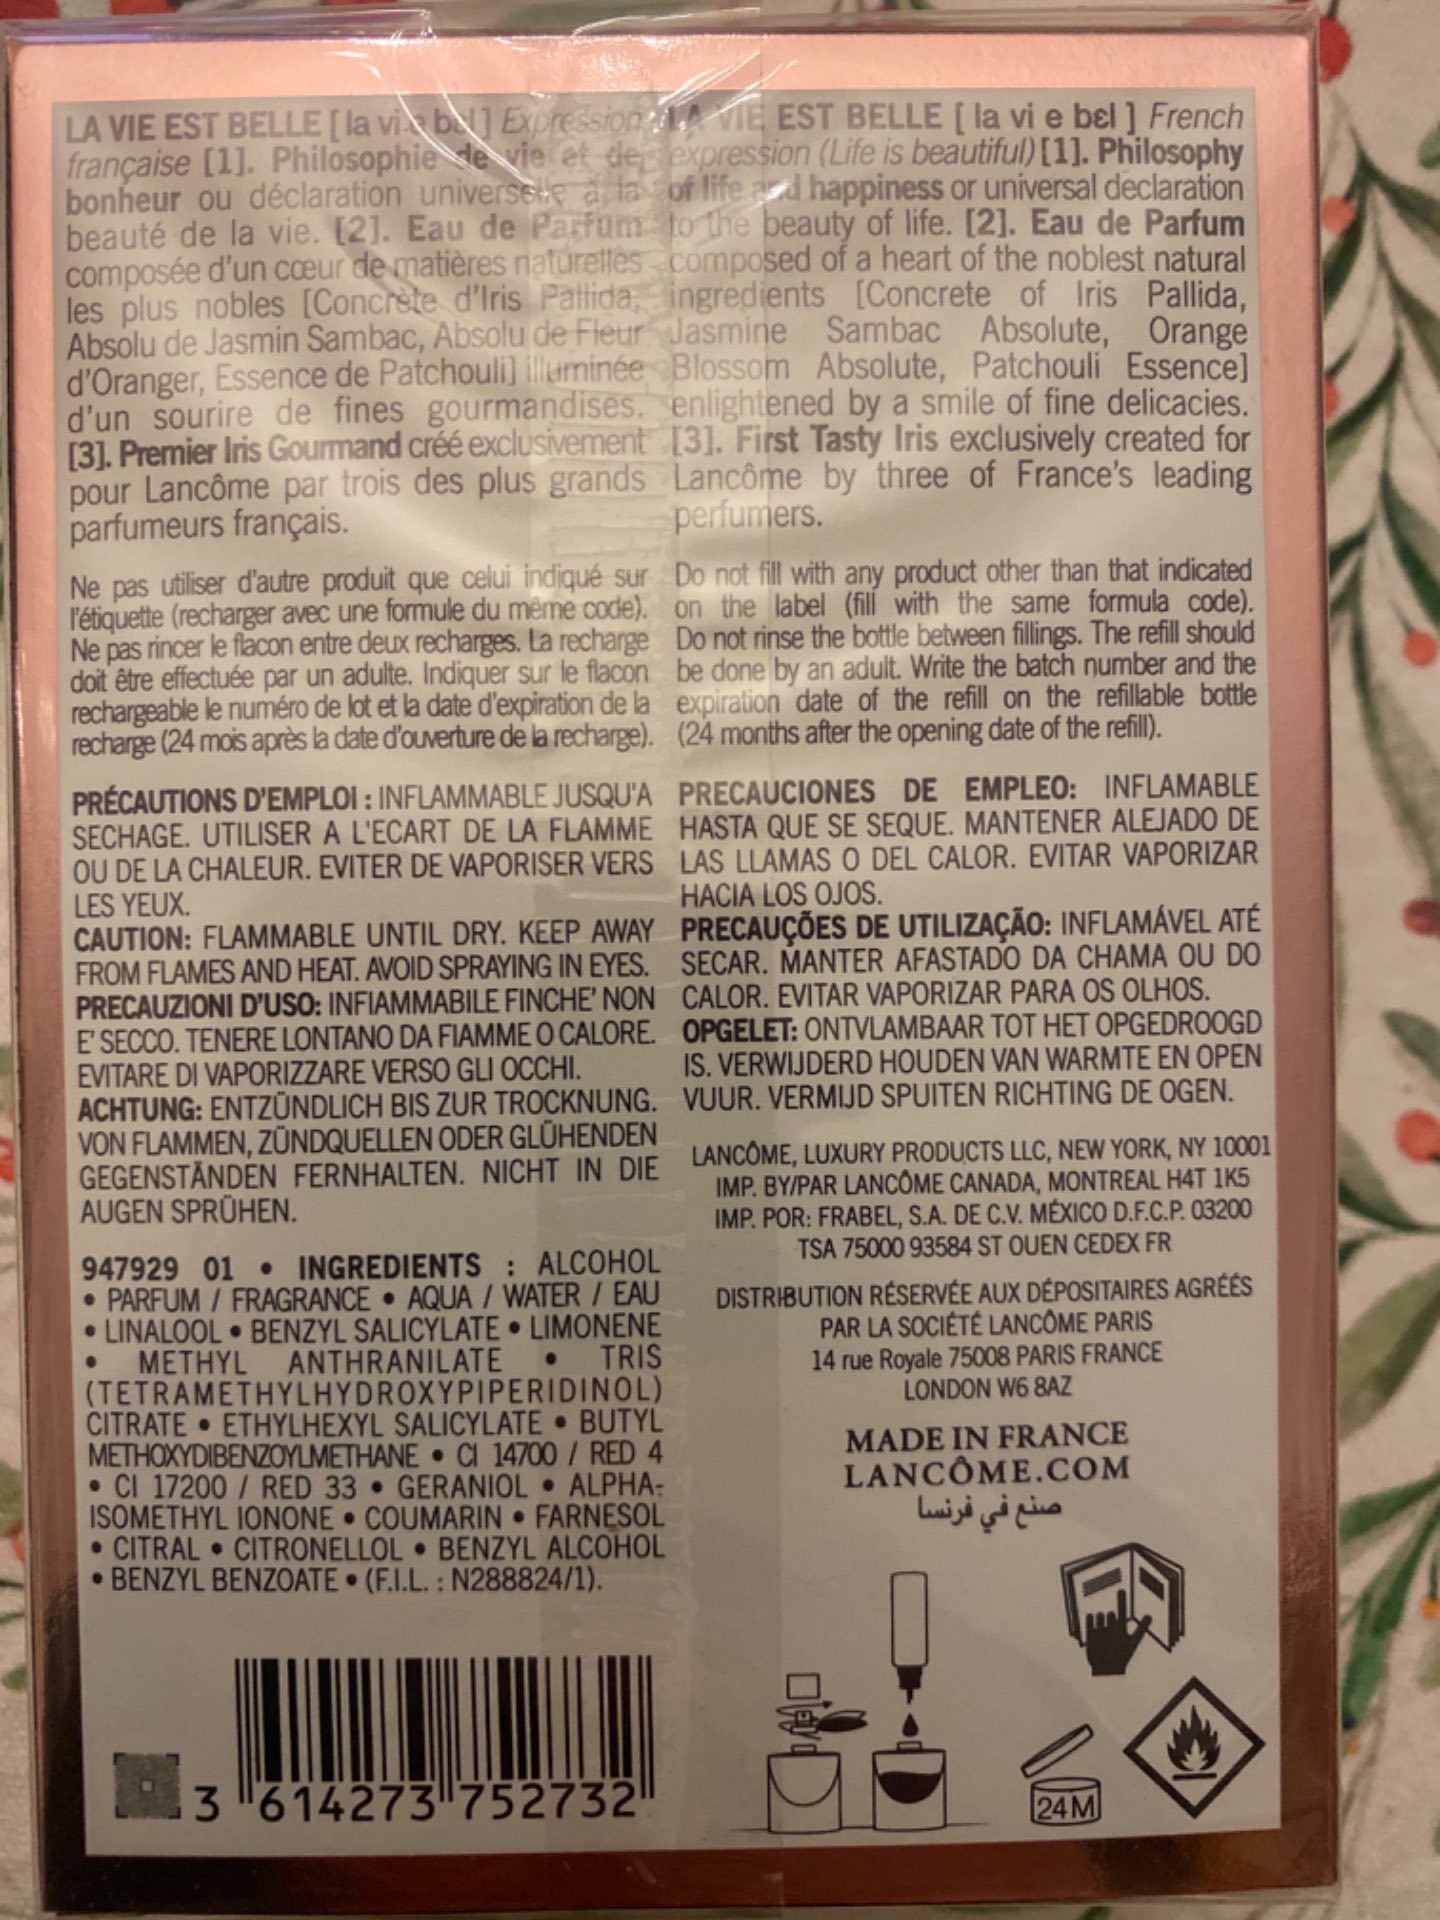 LA VIE EST BELLE [ la vi e bɛl ] Expression
française [1]. Philosophie de vie et de
bonheur ou déclaration universelle à la
beauté de la vie. [2]. Eau de Parfum
composée d'un cœur de matières naturelles
les plus nobles [Concrète d'Iris Pallida,
Absolu de Jasmin Sambac, Absolu de Fleur
d'Oranger, Essence de Patchouli] illuminée
d'un sourire de fines gourmandises.
[3]. Premier Iris Gourmand créé exclusivement
pour Lancôme par trois des plus grands
parfumeurs français.
Ne pas utiliser d'autre produit que celui indiqué sur
l'étiquette (recharger avec une formule du même code).
Ne pas rincer le flacon entre deux recharges. La recharge
doit être effectuée par un adulte. Indiquer sur le flacon
rechargeable le numéro de lot et la date d'expiration de la
recharge (24 mois après la date d'ouverture de la recharge).
PRÉCAUTIONS D'EMPLOI : INFLAMMABLE JUSQU'A
SECHAGE. UTILISER A L'ECART DE LA FLAMME
OU DE LA CHALEUR. EVITER DE VAPORISER VERS
LES YEUX.
CAUTION: FLAMMABLE UNTIL DRY. KEEP AWAY
FROM FLAMES AND HEAT. AVOID SPRAYING IN EYES.
PRECAUZIONI D'USO: INFIAMMABILE FINCHE' NON
E' SECCO. TENERE LONTANO DA FIAMME O CALORE.
EVITARE DI VAPORIZZARE VERSO GLI OCCHI.
ACHTUNG: ENTZÜNDLICH BIS ZUR TROCKNUNG.
VON FLAMMEN, ZÜNDQUELLEN ODER GLÜHENDEN
GEGENSTÄNDEN FERNHALTEN. NICHT IN DIE
AUGEN SPRÜHEN.
947929 01 • INGREDIENTS : ALCOHOL
• PARFUM / FRAGRANCE • AQUA / WATER / EAU
• LINALOOL • BENZYL SALICYLATE • LIMONENE
• METHYL ANTHRANILATE • TRIS
(TETRAMETHYLHYDROXYPIPERIDINOL)
CITRATE • ETHYLHEXYL SALICYLATE • BUTYL
METHOXYDIBENZOYLMETHANE • CI 14700 / RED 4
• CI 17200 / RED 33 • GERANIOL • ALPHA-
ISOMETHYL IONONE • COUMARIN • FARNESOL
• CITRAL • CITRONELLOL • BENZYL ALCOHOL
• BENZYL BENZOATE • (F.I.L. : N288824/1).
3 614273 752732
LA VIE EST BELLE [ la vi e bɛl ] French
expression (Life is beautiful) [1]. Philosophy
of life and happiness or universal declaration
to the beauty of life. [2]. Eau de Parfum
composed of a heart of the noblest natural
ingredients [Concrete of Iris Pallida,
Jasmine Sambac Absolute, Orange
Blossom Absolute, Patchouli Essence]
enlightened by a smile of fine delicacies.
[3]. First Tasty Iris exclusively created for
Lancôme by three of France's leading
perfumers.
Do not fill with any product other than that indicated
on the label (fill with the same formula code).
Do not rinse the bottle between fillings. The refill should
be done by an adult. Write the batch number and the
expiration date of the refill on the refillable bottle
(24 months after the opening date of the refill).
PRECAUCIONES DE EMPLEO: INFLAMABLE
HASTA QUE SE SEQUE. MANTENER ALEJADO DE
LAS LLAMAS O DEL CALOR. EVITAR VAPORIZAR
HACIA LOS OJOS.
PRECAUÇÕES DE UTILIZAÇÃO: INFLAMÁVEL ATÉ
SECAR. MANTER AFASTADO DA CHAMA OU DO
CALOR. EVITAR VAPORIZAR PARA OS OLHOS.
OPGELET: ONTVLAMBAAR TOT HET OPGEDROOGD
IS. VERWIJDERD HOUDEN VAN WARMTE EN OPEN
VUUR. VERMIJD SPUITEN RICHTING DE OGEN.
LANCÔME, LUXURY PRODUCTS LLC, NEW YORK, NY 10001
IMP. BY/PAR LANCÔME CANADA, MONTREAL H4T 1K5
IMP. POR: FRABEL, S.A. DE C.V. MÉXICO D.F.C.P. 03200
TSA 75000 93584 ST OUEN CEDEX FR
DISTRIBUTION RÉSERVÉE AUX DÉPOSITAIRES AGRÉÉS
PAR LA SOCIÉTÉ LANCÔME PARIS
14 rue Royale 75008 PARIS FRANCE
LONDON W6 8AZ
MADE IN FRANCE
LANCÔME.COM
صنع في فرنسا
24M